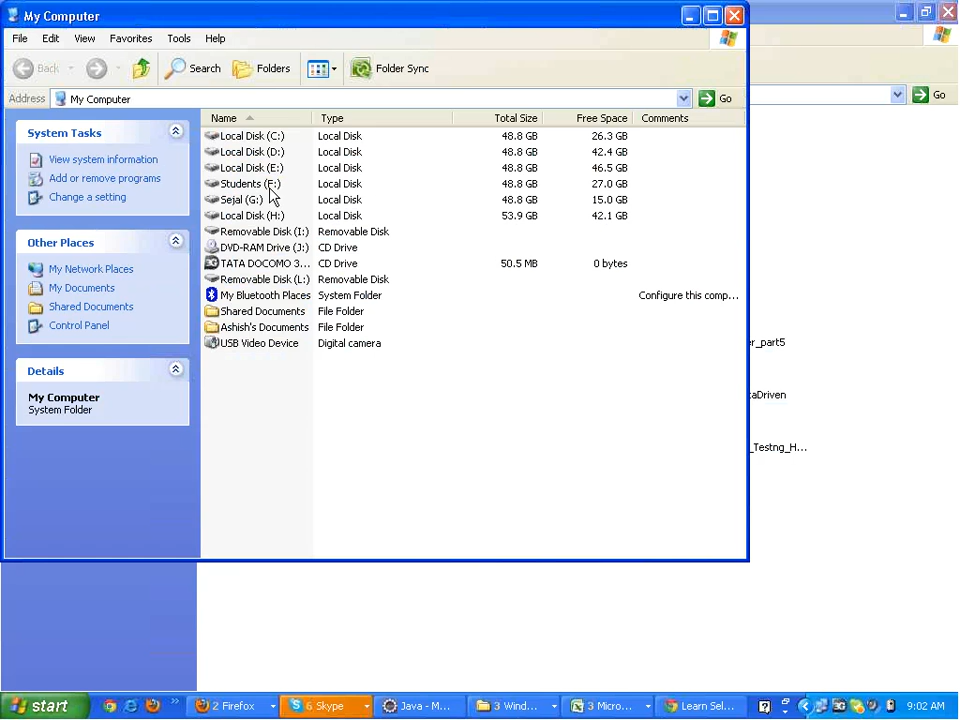 My Computer
File Edit View Favorites Tools Help
Back Search Folders Folder Sync
Address My Computer Go Go
System Tasks
View system information
Add or remove programs
Change a setting
Other Places
My Network Places
My Documents
Shared Documents
Control Panel
Details
My Computer
System Folder
Name Type Total Size Free Space Comments
Local Disk (C:) Local Disk 48.8 GB 26.3 GB
Local Disk (D:) Local Disk 48.8 GB 42.4 GB
Local Disk (E:) Local Disk 48.8 GB 46.5 GB
Students (F:) Local Disk 48.8 GB 27.0 GB
Sejal (G:) Local Disk 48.8 GB 15.0 GB
Local Disk (H:) Local Disk 53.9 GB 42.1 GB
Removable Disk (I:) Removable Disk
DVD-RAM Drive (J:) CD Drive
TATA DOCOMO 3... CD Drive 50.5 MB 0 bytes
Removable Disk (L:) Removable Disk
My Bluetooth Places System Folder Configure this comp...
Shared Documents File Folder
Ashish's Documents File Folder
USB Video Device Digital camera
er_part5
taDriven
_Testng_H...
start 2 Firefox 6 Skype Java - M... 3 Wind... 3 Micro... Learn Sel... 9:02 AM